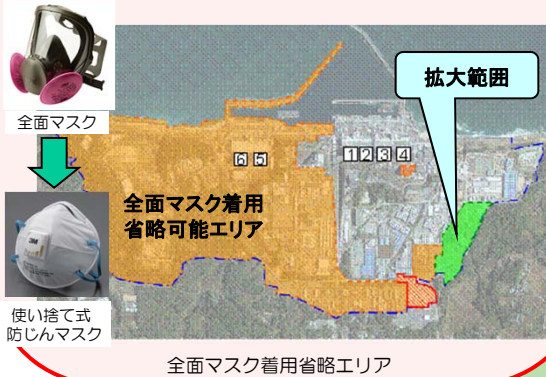 全面マスク
拡大範囲
6 5
1 2 3 4
全面マスク着用
省略可能エリア
3M
使い捨て式
防じんマスク
全面マスク着用省略エリア